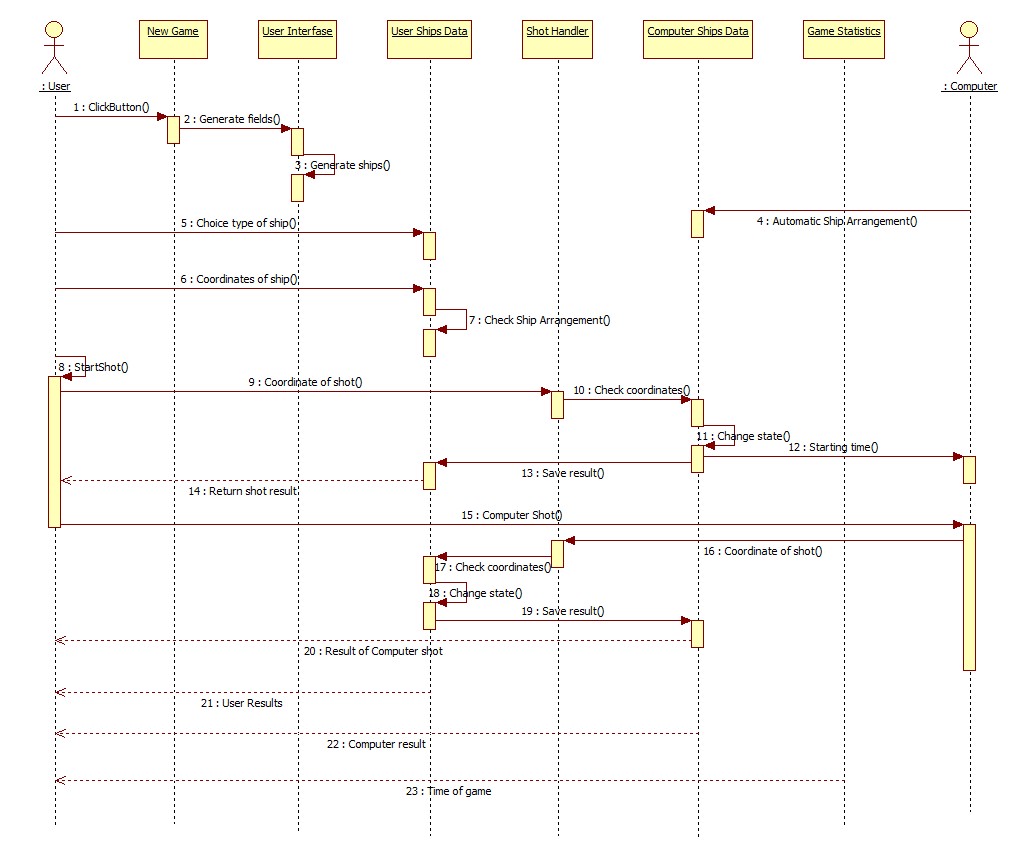 New Game
User Interfase
User Ships Data
Shot Handler
Computer Ships Data
Game Statistics
: User
: Computer
1 : ClickButton()
2 : Generate fields()
3 : Generate ships()
4 : Automatic Ship Arrangement()
5 : Choice type of ship()
6 : Coordinates of ship()
7 : Check Ship Arrangement()
8 : StartShot()
9 : Coordinate of shot()
10 : Check coordinates()
11 : Change state()
12 : Starting time()
13 : Save result()
14 : Return shot result
15 : Computer Shot()
16 : Coordinate of shot()
17 : Check coordinates()
18 : Change state()
19 : Save result()
20 : Result of Computer shot
21 : User Results
22 : Computer result
23 : Time of game